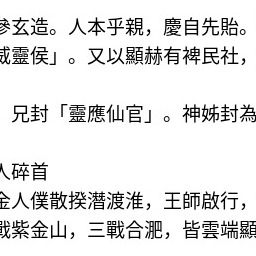 參玄造。人本乎親，慶自先貽。
威靈侯」。又以顯赫有裨民社，
兄封「靈應仙官」。神姊封為
人碎首
金人僕散揆潛渡淮，王師啟行，
戰紫金山，三戰合淝，皆雲端顯